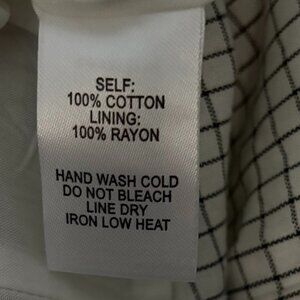 SELF:
100% COTTON
LINING:
100% RAYON
HAND WASH COLD
DO NOT BLEACH
LINE DRY
IRON LOW HEAT